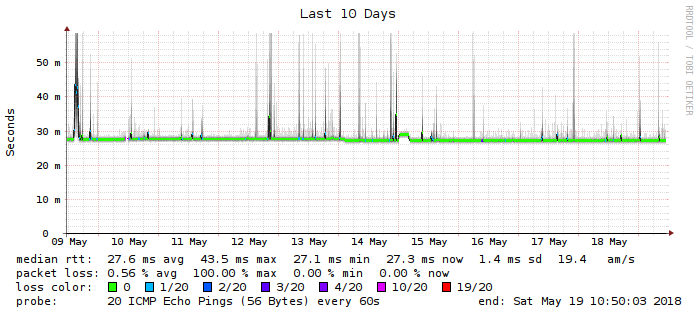 Last 10 Days
RRDTOOL / TOBI OETIKER
Seconds
50 m
40 m
30 m
20 m
10 m
0
09 May 10 May 11 May 12 May 13 May 14 May 15 May 16 May 17 May 18 May
median rtt: 27.6 ms avg 43.5 ms max 27.1 ms min 27.3 ms now 1.4 ms sd 19.4 am/s
packet loss: 0.56 % avg 100.00 % max 0.00 % min 0.00 % now
loss color: 0 1/20 2/20 3/20 4/20 10/20 19/20
probe: 20 ICMP Echo Pings (56 Bytes) every 60s end: Sat May 19 10:50:03 2018